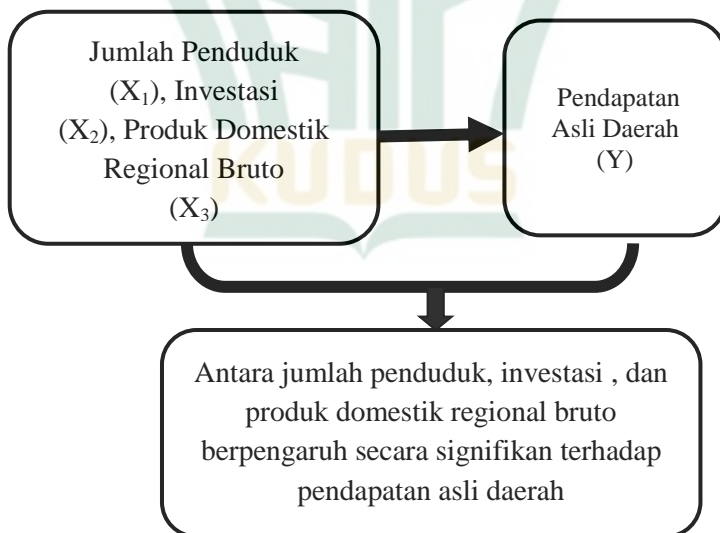 Jumlah Penduduk
(X₁), Investasi
(X₂), Produk Domestik
Regional Bruto
(X₃)
Pendapatan
Asli Daerah
(Y)
KUDUS
Antara jumlah penduduk, investasi , dan
produk domestik regional bruto
berpengaruh secara signifikan terhadap
pendapatan asli daerah